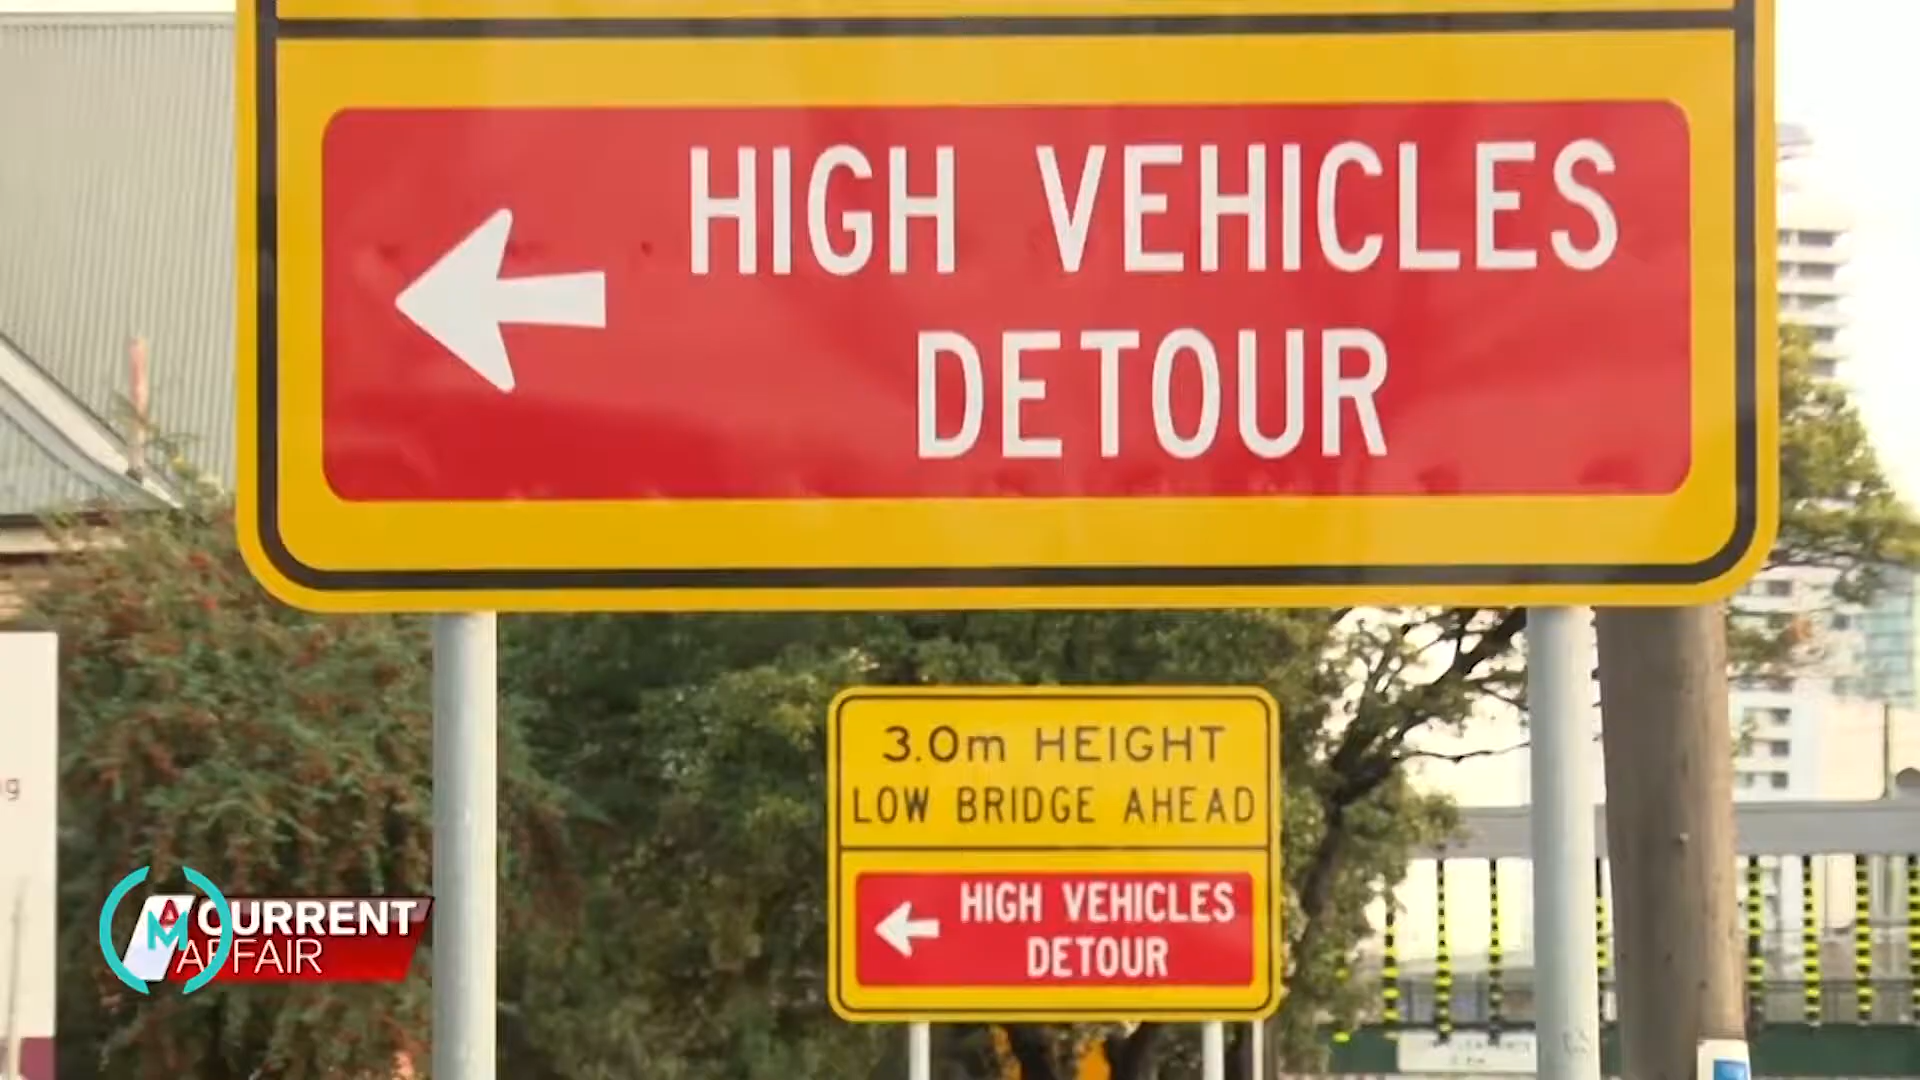 HIGH VEHICLES
DETOUR
3.0m HEIGHT
LOW BRIDGE AHEAD
HIGH VEHICLES
DETOUR
A CURRENT
AFFAIR
M
g